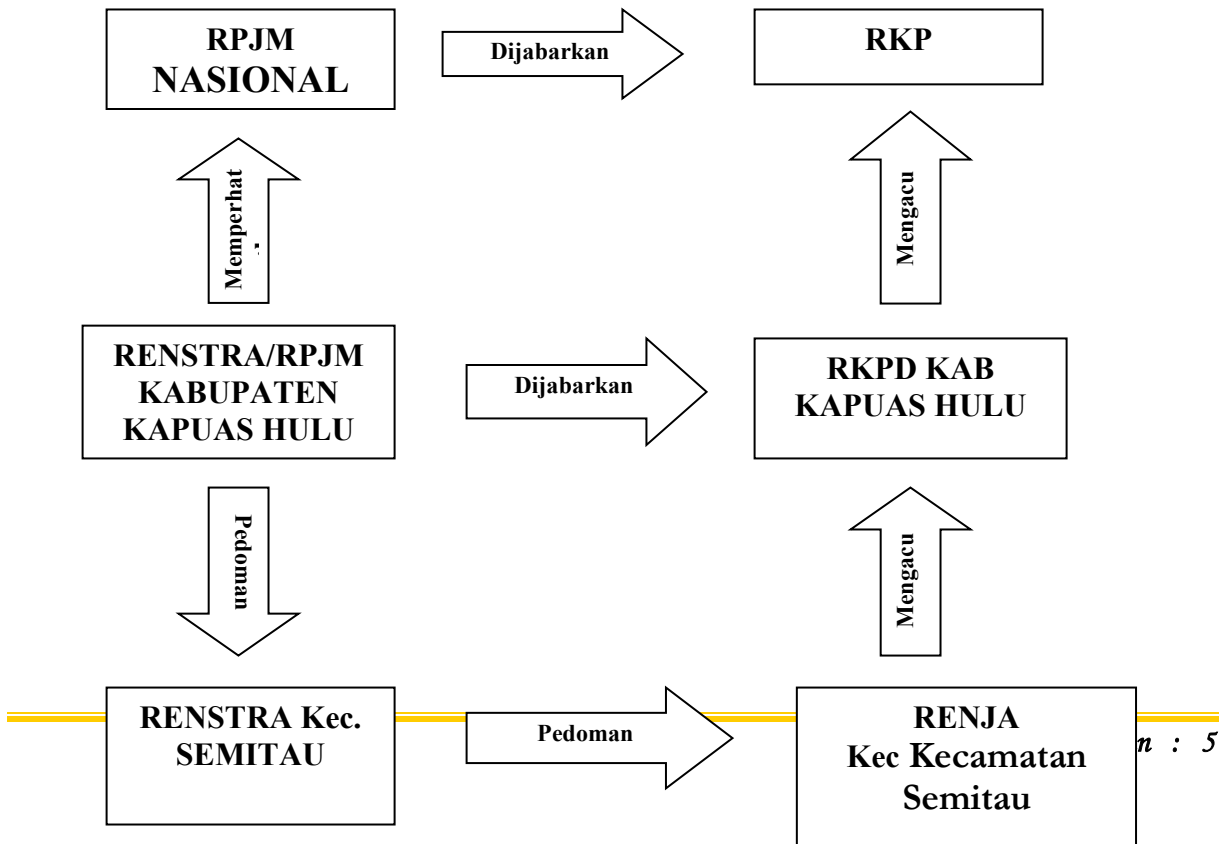 RPJM
NASIONAL
Dijabarkan
RKP
Memperhat
Mengacu
RENSTRA/RPJM
KABUPATEN
KAPUAS HULU
Dijabarkan
RKPD KAB
KAPUAS HULU
Pedoman
Mengacu
RENSTRA Kec.
SEMITAU
Pedoman
RENJA
Kec Kecamatan
Semitau
n : 5